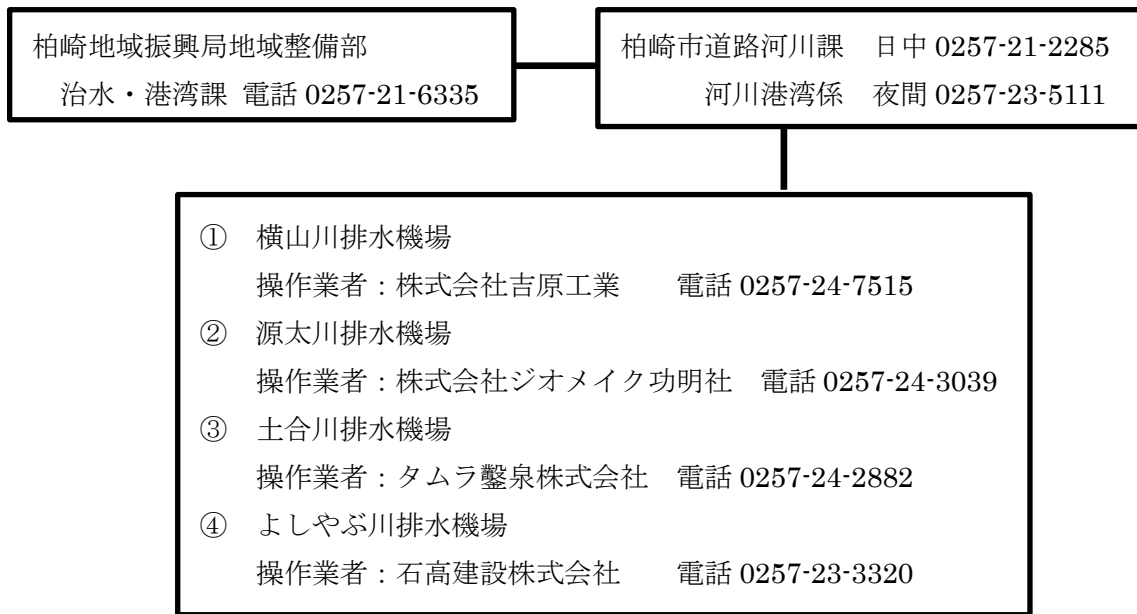 柏崎地域振興局地域整備部
治水・港湾課 電話 0257-21-6335
柏崎市道路河川課 日中 0257-21-2285
河川港湾係 夜間 0257-23-5111
① 横山川排水機場
操作業者：株式会社吉原工業 電話 0257-24-7515
② 源太川排水機場
操作業者：株式会社ジオメイク功明社 電話 0257-24-3039
③ 土合川排水機場
操作業者：タムラ鑿泉株式会社 電話 0257-24-2882
④ よしやぶ川排水機場
操作業者：石高建設株式会社 電話 0257-23-3320